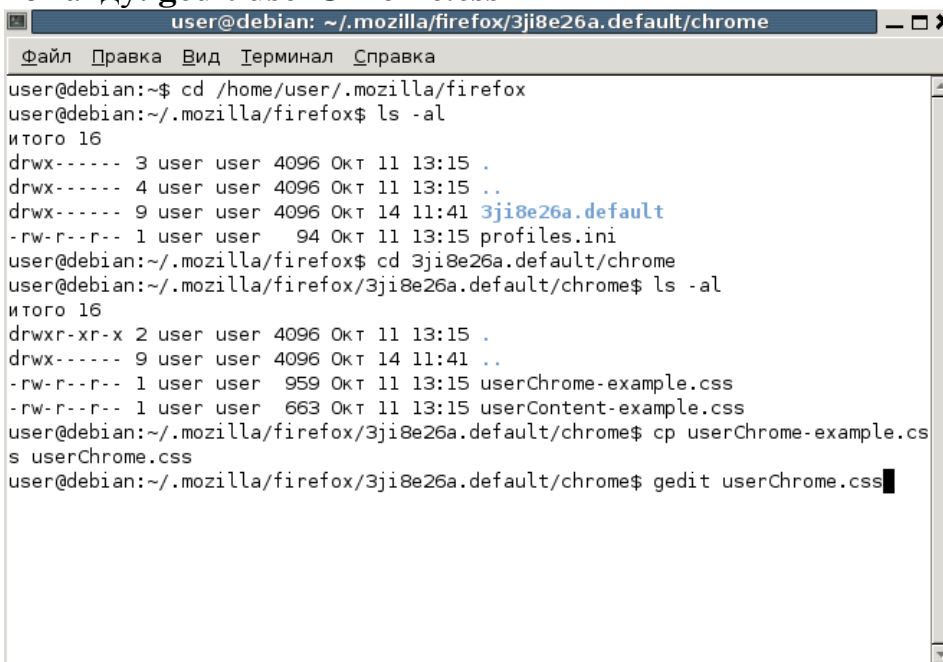 user@debian: ~/.mozilla/firefox/3ji8e26a.default/chrome
Файл Правка Вид Терминал Справка
user@debian:~$ cd /home/user/.mozilla/firefox
user@debian:~/.mozilla/firefox$ ls -al
итого 16
drwx------ 3 user user 4096 Окт 11 13:15 .
drwx------ 4 user user 4096 Окт 11 13:15 ..
drwx------ 9 user user 4096 Окт 14 11:41 3ji8e26a.default
-rw-r--r-- 1 user user   94 Окт 11 13:15 profiles.ini
user@debian:~/.mozilla/firefox$ cd 3ji8e26a.default/chrome
user@debian:~/.mozilla/firefox/3ji8e26a.default/chrome$ ls -al
итого 16
drwxr-xr-x 2 user user 4096 Окт 11 13:15 .
drwx------ 9 user user 4096 Окт 14 11:41 ..
-rw-r--r-- 1 user user  959 Окт 11 13:15 userChrome-example.css
-rw-r--r-- 1 user user  663 Окт 11 13:15 userContent-example.css
user@debian:~/.mozilla/firefox/3ji8e26a.default/chrome$ cp userChrome-example.cs
s userChrome.css
user@debian:~/.mozilla/firefox/3ji8e26a.default/chrome$ gedit userChrome.css